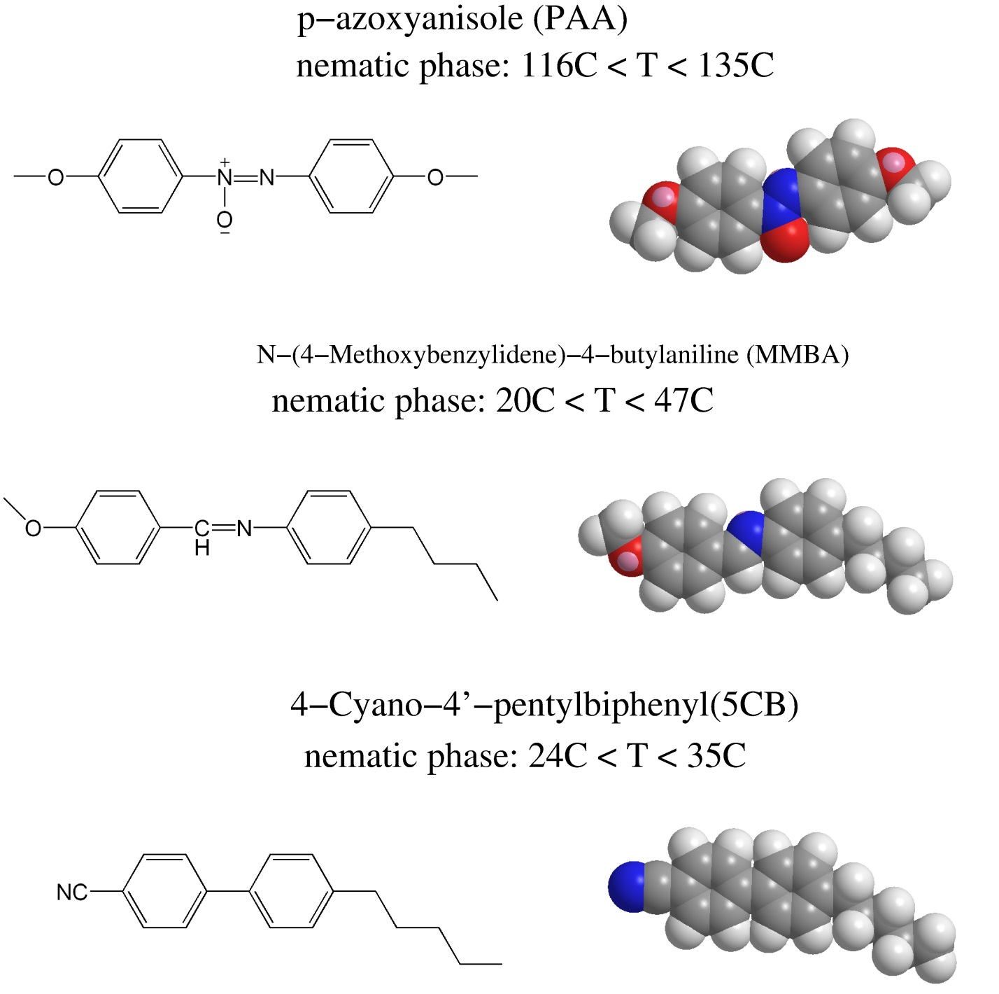 p−azoxyanisole (PAA)
nematic phase: 116C < T < 135C
O
N
+
N
O
O
−
N−(4−Methoxybenzylidene)−4−butylaniline (MMBA)
nematic phase: 20C < T < 47C
O
C
H
N
4−Cyano−4’−pentylbiphenyl(5CB)
nematic phase: 24C < T < 35C
NC